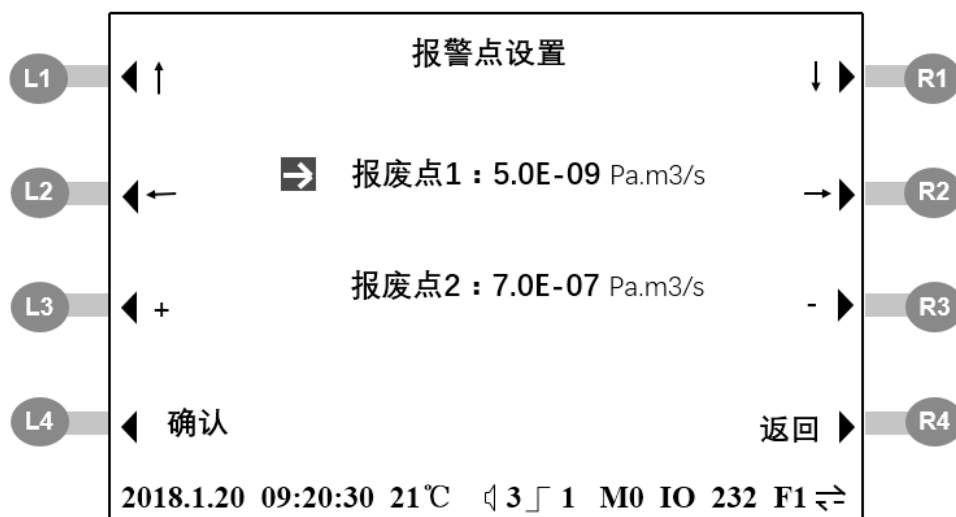 报警点设置
L1 ↑ ↓ R1
L2 ← → 报废点1：5.0E-09 Pa.m3/s → R2
报废点2：7.0E-07 Pa.m3/s
L3 + - R3
L4 确认 返回 R4
2018.1.20 09:20:30 21℃ 3 1 M0 IO 232 F1 ⇌